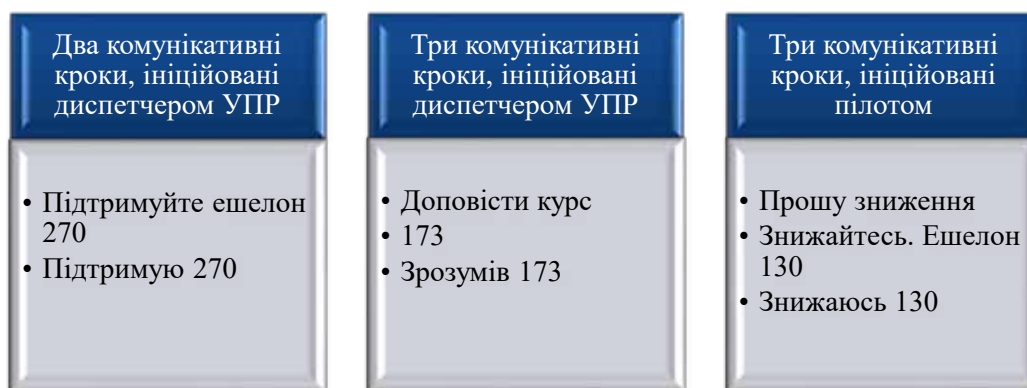 Два комунікативні
кроки, ініційовані
диспетчером УПР
• Підтримуйте ешелон
270
• Підтримую 270
Три комунікативні
кроки, ініційовані
диспетчером УПР
• Доповісти курс
• 173
• Зрозумів 173
Три комунікативні
кроки, ініційовані
пілотом
• Прошу зниження
• Знижайтесь. Ешелон
130
• Знижаюсь 130